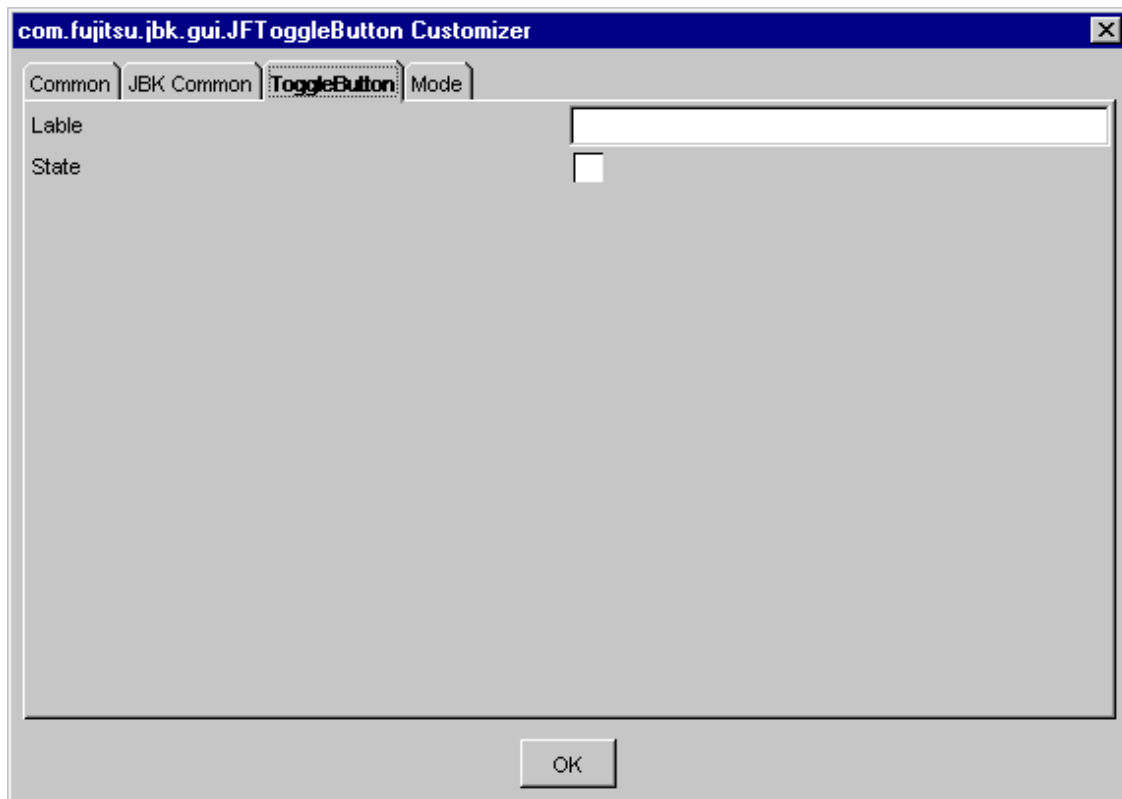 com.fujitsu.jbk.gui.JFToggleButton Customizer
Common JBK Common ToggleButton Mode
Lable
State
OK